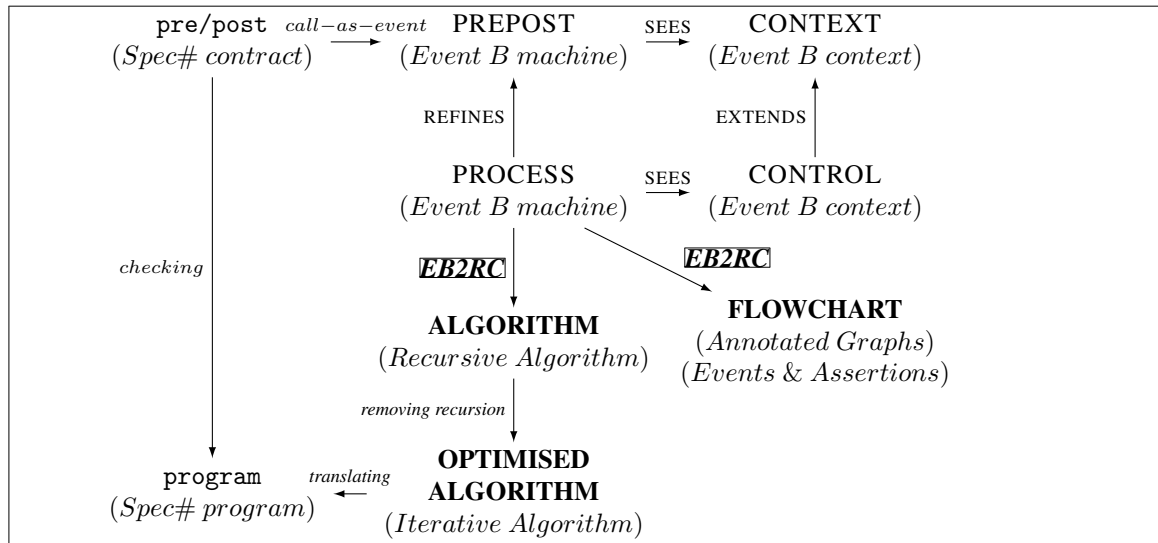 pre/post call−as−event PREPOST SEES CONTEXT
(Spec# contract) (Event B machine) (Event B context)
REFINES EXTENDS
PROCESS SEES CONTROL
(Event B machine) (Event B context)
checking EB2RC EB2RC
ALGORITHM FLOWCHART
(Recursive Algorithm) (Annotated Graphs)
(Events & Assertions)
removing recursion
program translating OPTIMISED
ALGORITHM
(Spec# program) (Iterative Algorithm)